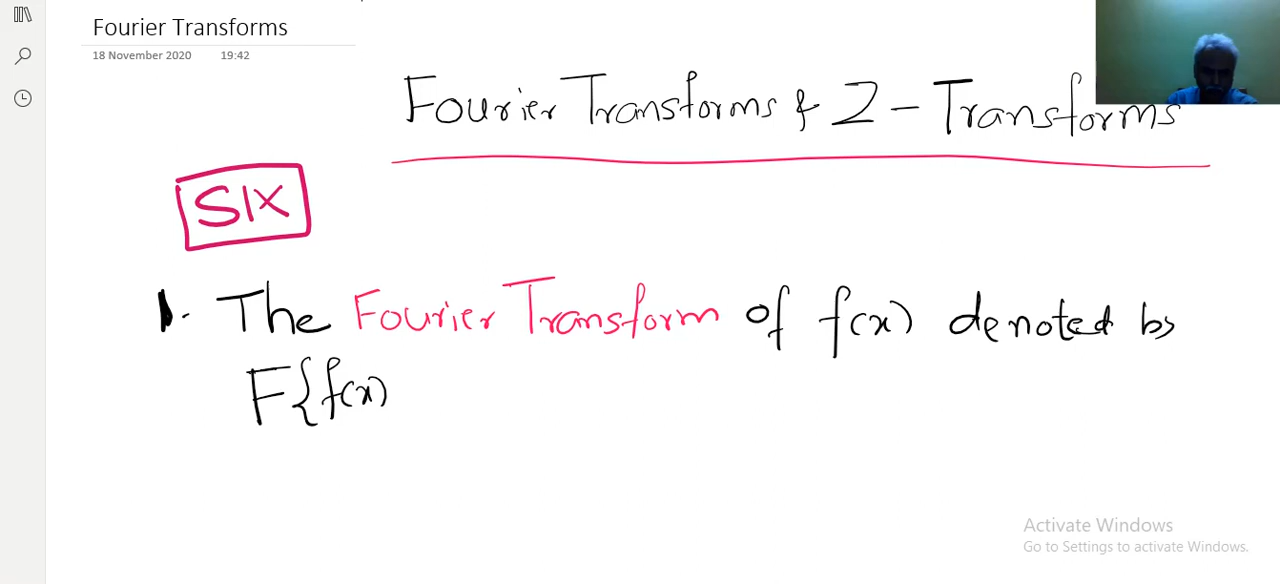 Fourier Transforms
18 November 2020 19:42
Fourier Transforms & Z - Transforms
SIX
1. The Fourier Transform of f(x) denoted by
F{f(x)
Activate Windows
Go to Settings to activate Windows.